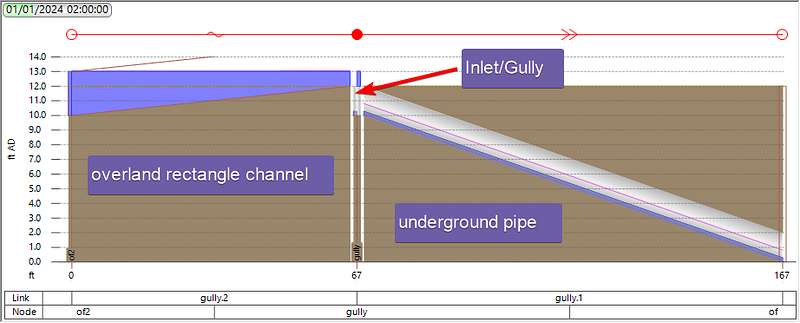 01/01/2024 02:00:00
Inlet/Gully
14.0
13.0
12.0
11.0
10.0
9.0
8.0
7.0
6.0
5.0
4.0
3.0
2.0
1.0
0.0
ft AD
overland rectangle channel
underground pipe
of2
gully
ft 0 67 167
Link gully.2 gully.1
Node of2 gully of